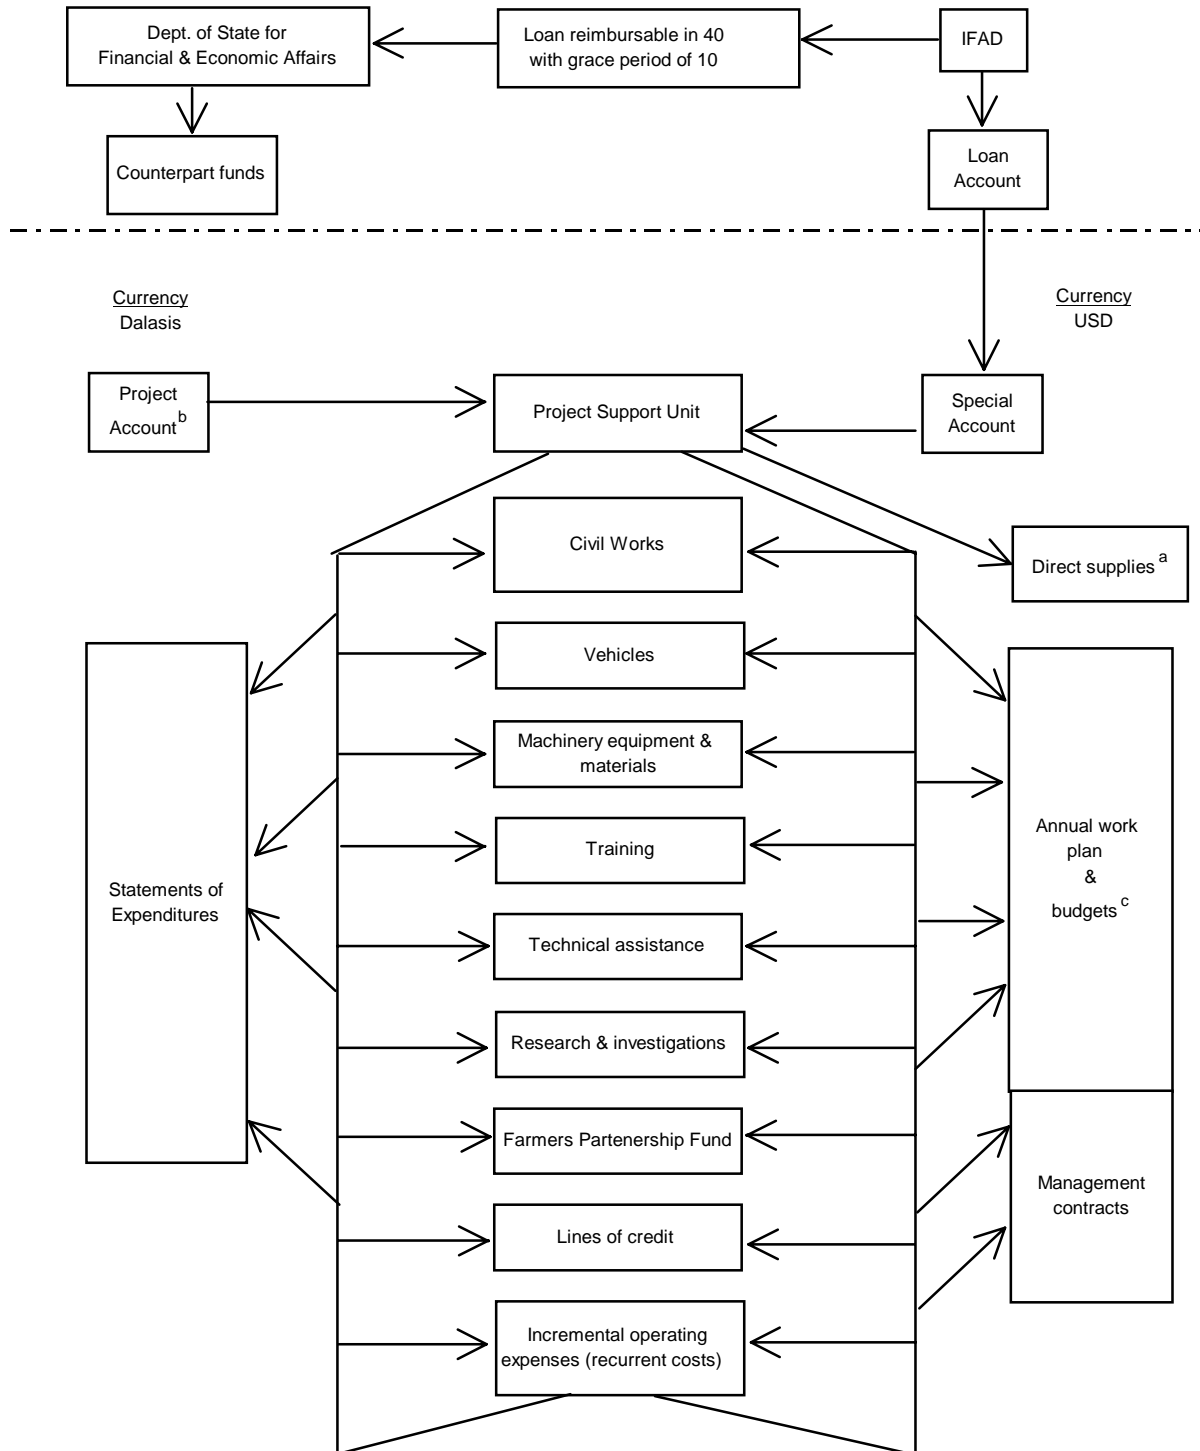 Dept. of State for
Financial & Economic Affairs
Loan reimbursable in 40
with grace period of 10
IFAD
Counterpart funds
Loan
Account
Currency
Dalasis
Currency
USD
Project
Account b
Project Support Unit
Special
Account
Civil Works
Direct supplies a
Vehicles
Machinery equipment &
materials
Training
Statements of
Expenditures
Annual work
plan
&
budgets c
Technical assistance
Research & investigations
Farmers Partenership Fund
Management
contracts
Lines of credit
Incremental operating
expenses (recurrent costs)